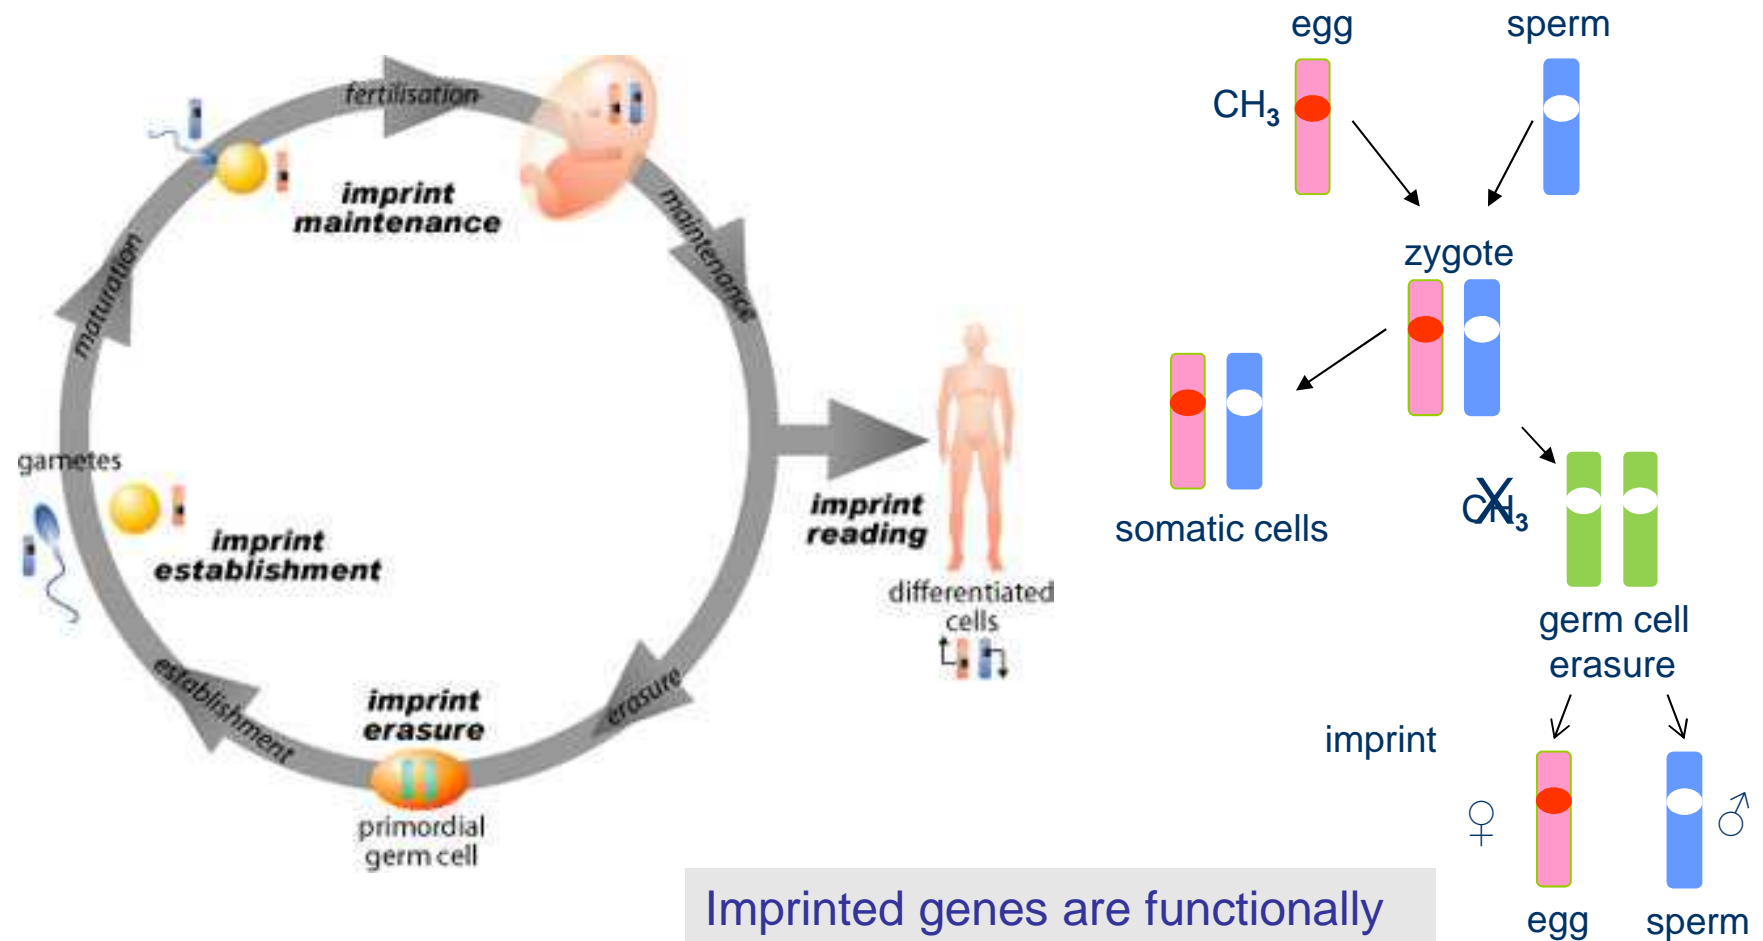 fertilisation
imprint
maintenance
maintenance
maturation
gametes
imprint
establishment
imprint
reading
differentiated
cells
establishment
imprint
erasure
erasure
primordial
germ cell
egg
sperm
CH₃
zygote
somatic cells
CH₃
X
germ cell
erasure
imprint
♀
♂
egg
sperm
Imprinted genes are functionally